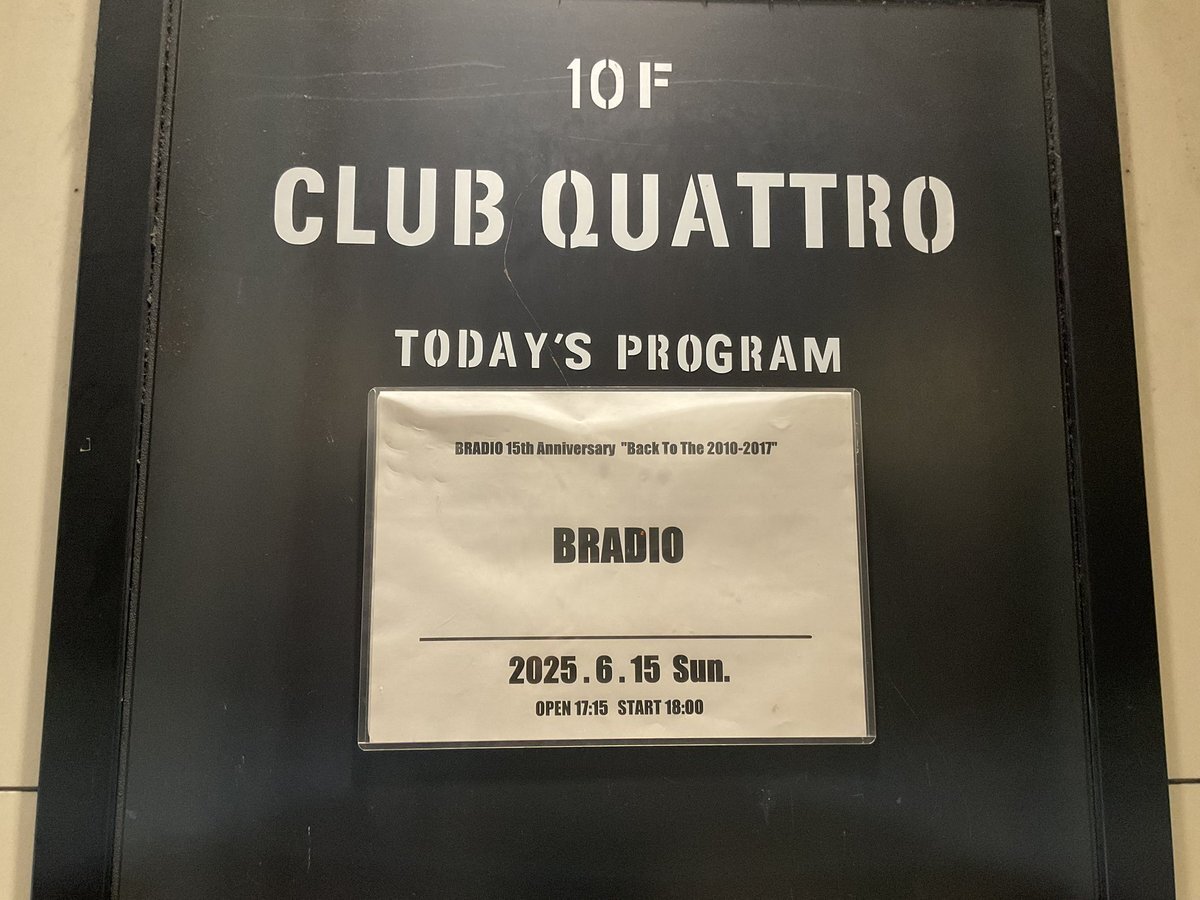 10F
CLUB QUATTRO
TODAY'S PROGRAM
BRADIO 15th Anniversary "Back To The 2010-2017"
BRADIO
2025.6.15 Sun.
OPEN 17:15 START 18:00